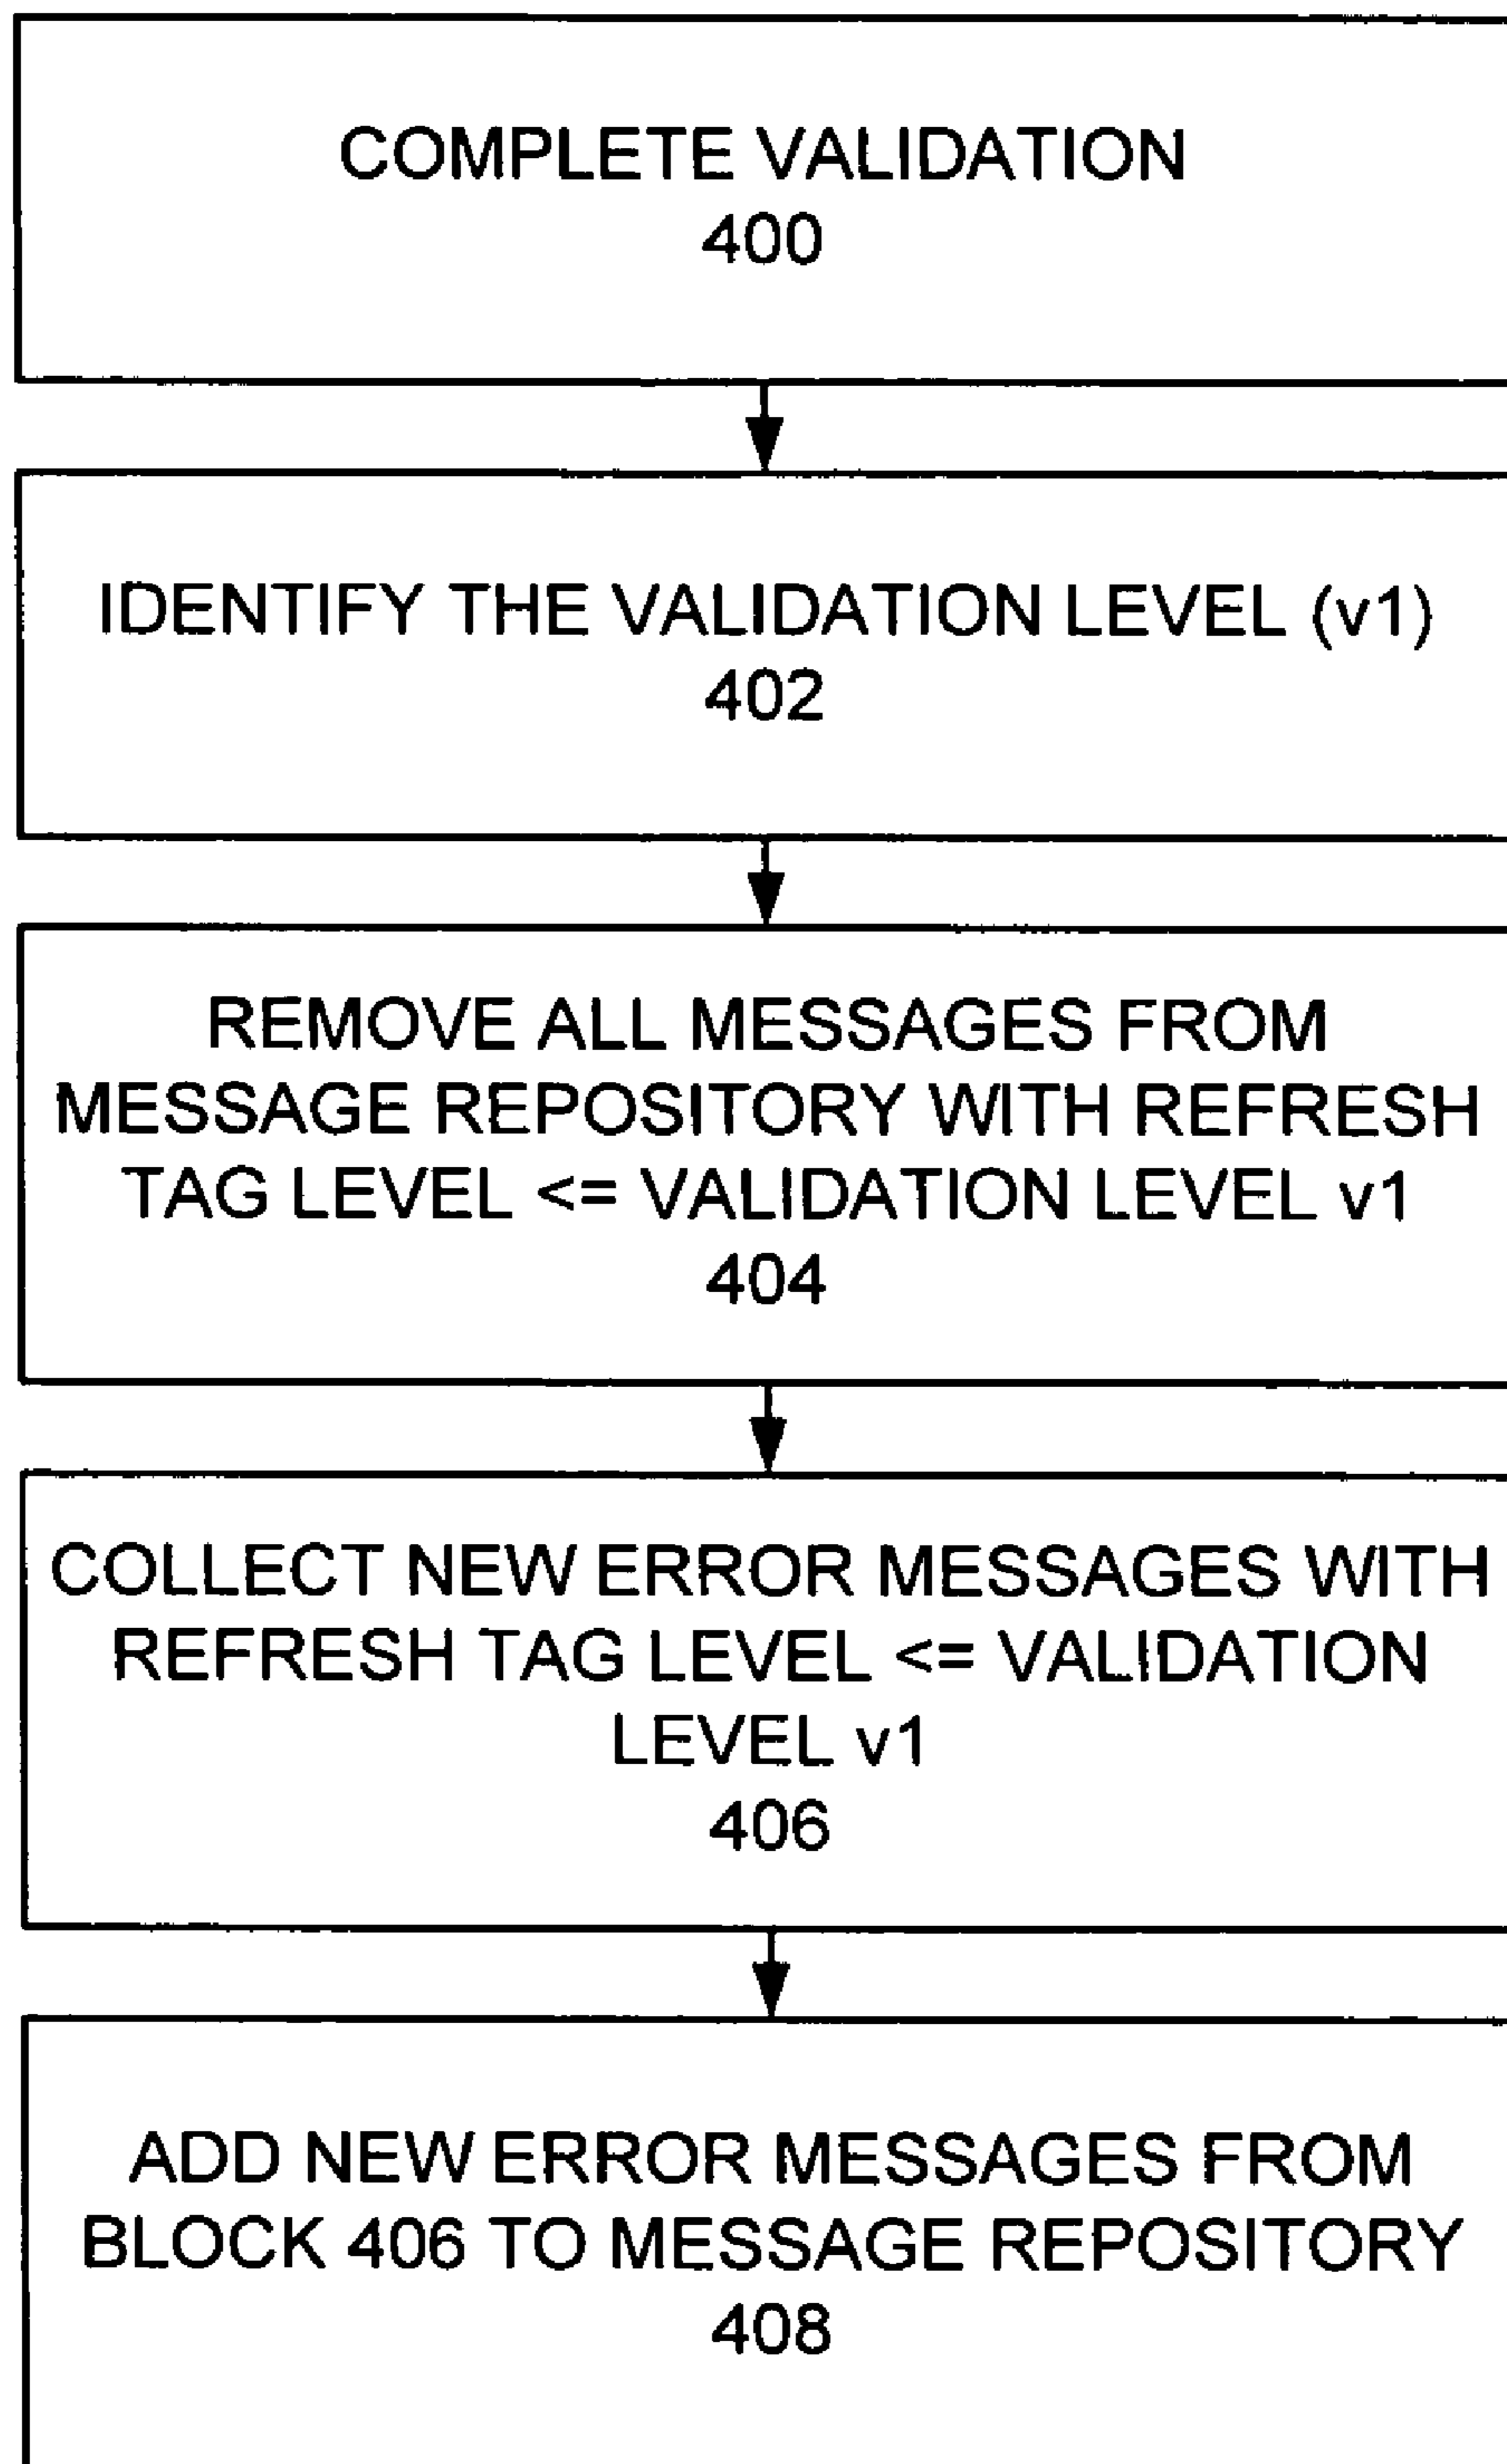 COMPLETE VALIDATION
400
IDENTIFY THE VALIDATION LEVEL (v1)
402
REMOVE ALL MESSAGES FROM
MESSAGE REPOSITORY WITH REFRESH
TAG LEVEL <= VALIDATION LEVEL v1
404
COLLECT NEW ERROR MESSAGES WITH
REFRESH TAG LEVEL <= VALIDATION
LEVEL v1
406
ADD NEW ERROR MESSAGES FROM
BLOCK 406 TO MESSAGE REPOSITORY
408